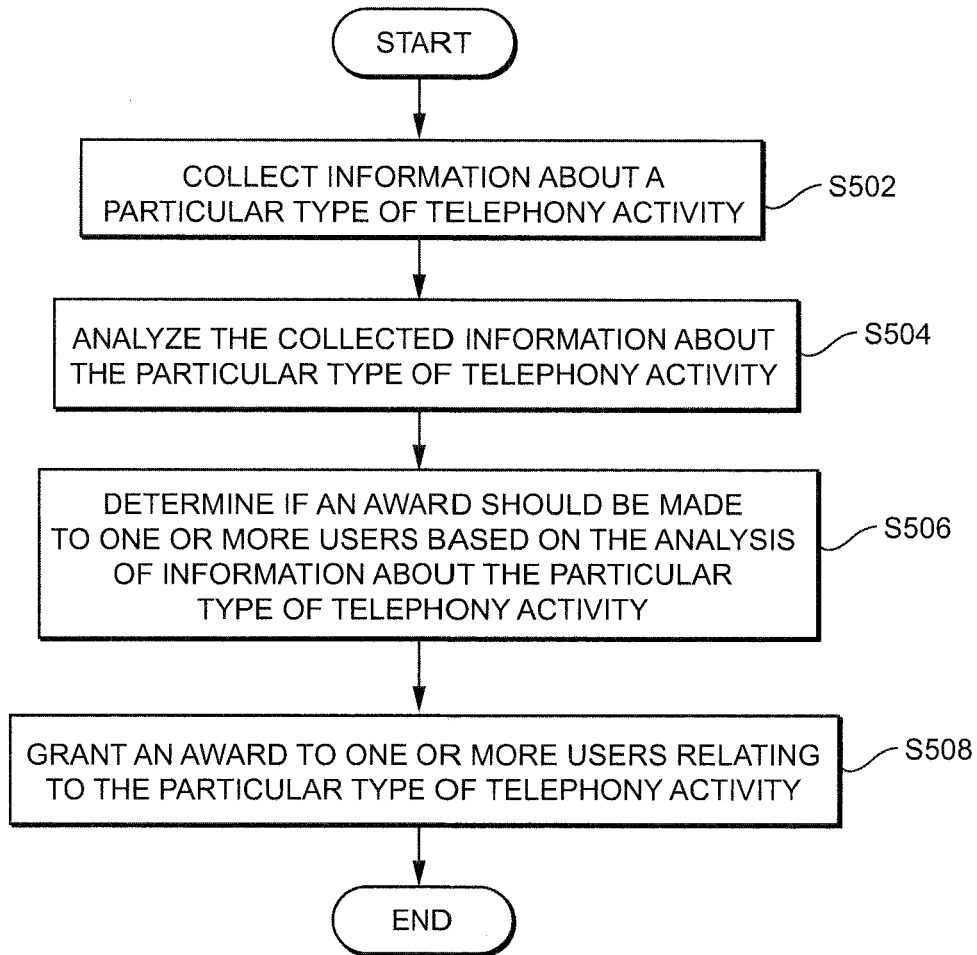 START
COLLECT INFORMATION ABOUT A
PARTICULAR TYPE OF TELEPHONY ACTIVITY
S502
ANALYZE THE COLLECTED INFORMATION ABOUT
THE PARTICULAR TYPE OF TELEPHONY ACTIVITY
S504
DETERMINE IF AN AWARD SHOULD BE MADE
TO ONE OR MORE USERS BASED ON THE ANALYSIS
OF INFORMATION ABOUT THE PARTICULAR
TYPE OF TELEPHONY ACTIVITY
S506
GRANT AN AWARD TO ONE OR MORE USERS RELATING
TO THE PARTICULAR TYPE OF TELEPHONY ACTIVITY
S508
END